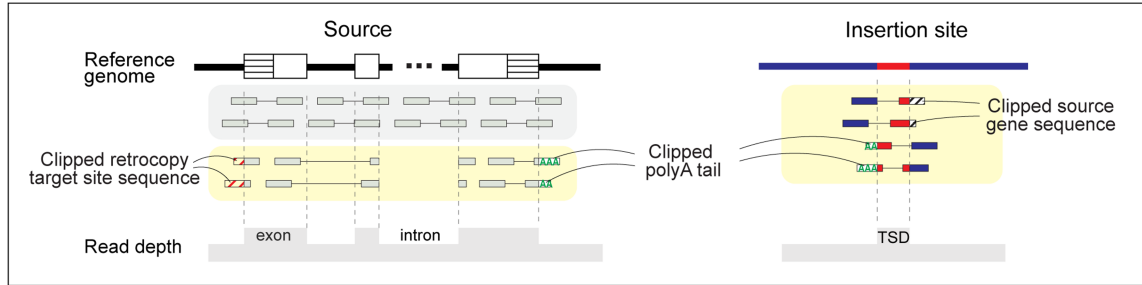 Source
Insertion site
Reference
genome
Clipped source
gene sequence
Clipped retrocopy
target site sequence
Clipped
polyA tail
AAA
AA
AA
AAA
Read depth
exon
intron
TSD